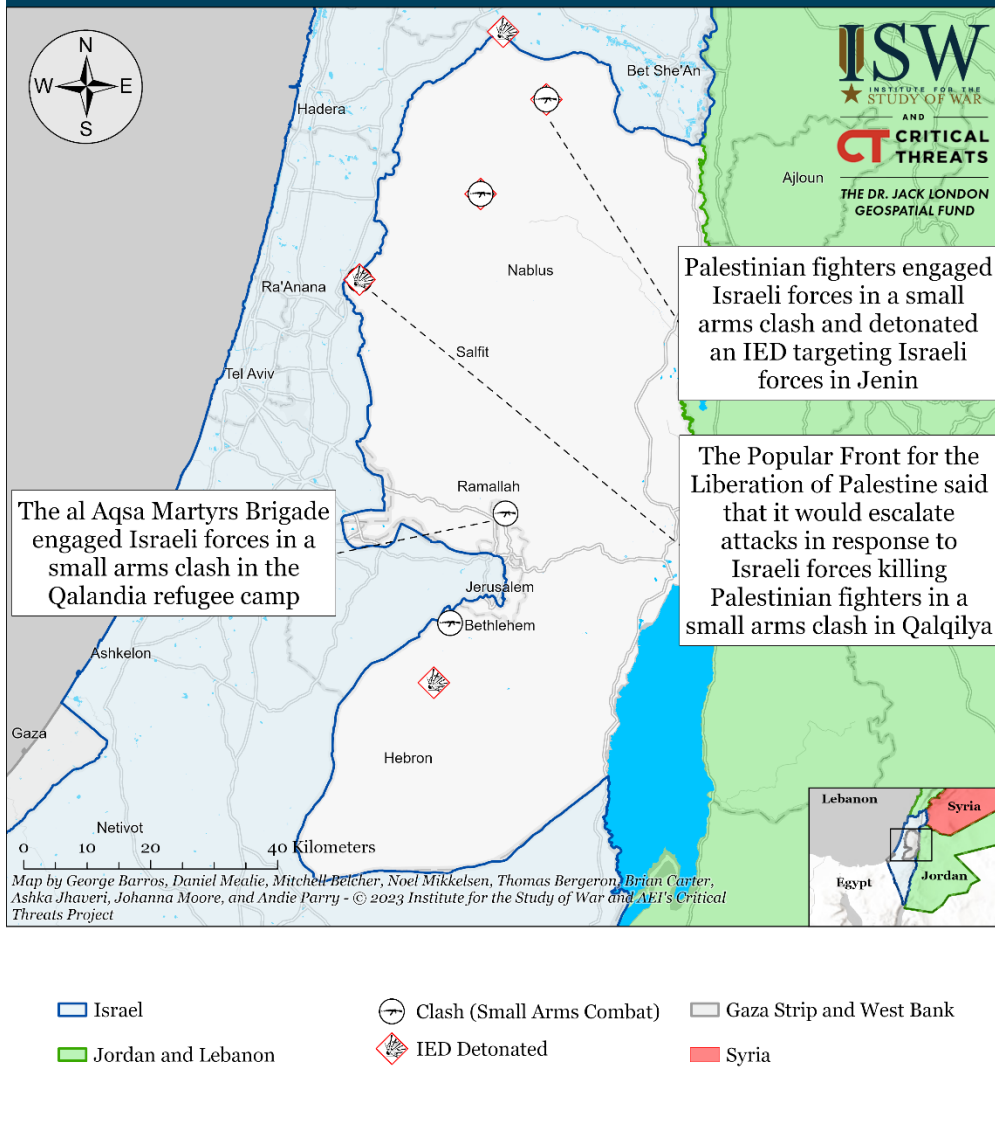 N
W
E
S
ISW
INSTITUTE FOR THE
STUDY OF WAR
AND
CT CRITICAL
THREATS
THE DR. JACK LONDON
GEOSPATIAL FUND
Bet She'An
Hadera
Ajloun
Nablus
Ra'Anana
Palestinian fighters engaged
Israeli forces in a small
arms clash and detonated
an IED targeting Israeli
forces in Jenin
Salfit
Tel Aviv
The Popular Front for the
Liberation of Palestine said
that it would escalate
attacks in response to
Israeli forces killing
Palestinian fighters in a
small arms clash in Qalqilya
Ramallah
The al Aqsa Martyrs Brigade
engaged Israeli forces in a
small arms clash in the
Qalandia refugee camp
Jerusalem
Bethlehem
Ashkelon
Gaza
Hebron
Netivot
0 10 20 40 Kilometers
Lebanon
Syria
Egypt
Jordan
Map by George Barros, Daniel Mealie, Mitchell Belcher, Noel Mikkelsen, Thomas Bergeron, Brian Carter,
Ashka Jhaveri, Johanna Moore, and Andie Parry - © 2023 Institute for the Study of War and AEI's Critical
Threats Project
Israel
Clash (Small Arms Combat)
Gaza Strip and West Bank
Jordan and Lebanon
IED Detonated
Syria